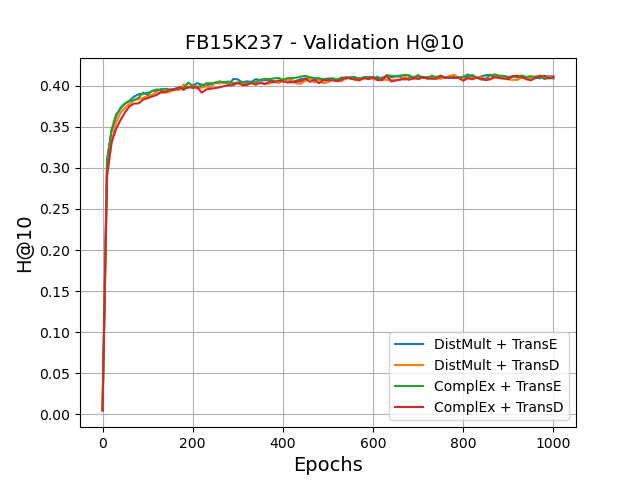 FB15K237 - Validation H@10
H@10
0.40
0.35
0.30
0.25
0.20
0.15
0.10
0.05
0.00
DistMult + TransE
DistMult + TransD
ComplEx + TransE
ComplEx + TransD
0 200 400 600 800 1000
Epochs